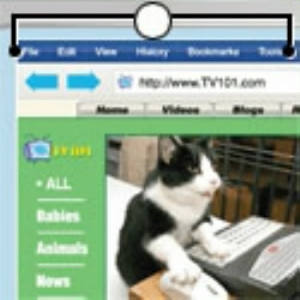 File Edit View History Bookmarks Tools
http://www.TV101.com
Home Videos Blogs
TV101
• ALL
Babies
Animals
News